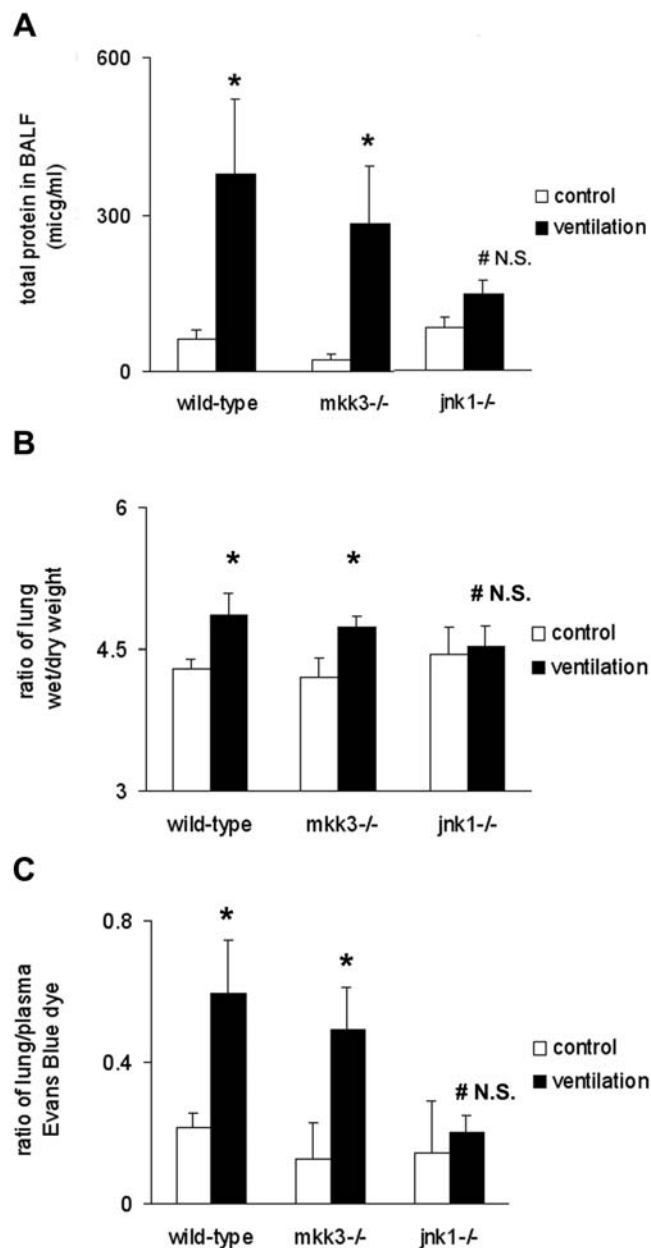 A
600
300
0
total protein in BALF
(micg/ml)
*
*
# N.S.
control
ventilation
wild-type mkk3-/- jnk1-/-
B
6
4.5
3
ratio of lung
wet/dry weight
*
*
# N.S.
control
ventilation
wild-type mkk3-/- jnk1-/-
C
0.8
0.4
0
ratio of lung/plasma
Evans Blue dye
*
*
# N.S.
control
ventilation
wild-type mkk3-/- jnk1-/-